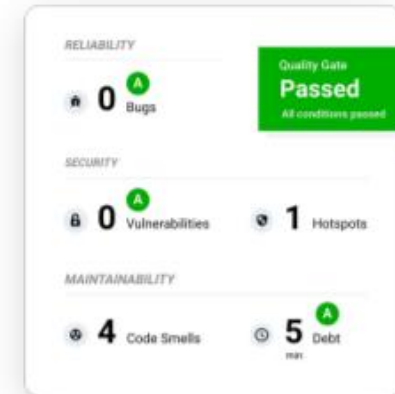 RELIABILITY
0 A Bugs
Quality Gate
Passed
All conditions passed
SECURITY
0 A Vulnerabilities
1 Hotspots
MAINTAINABILITY
4 Code Smells
5 min A Debt